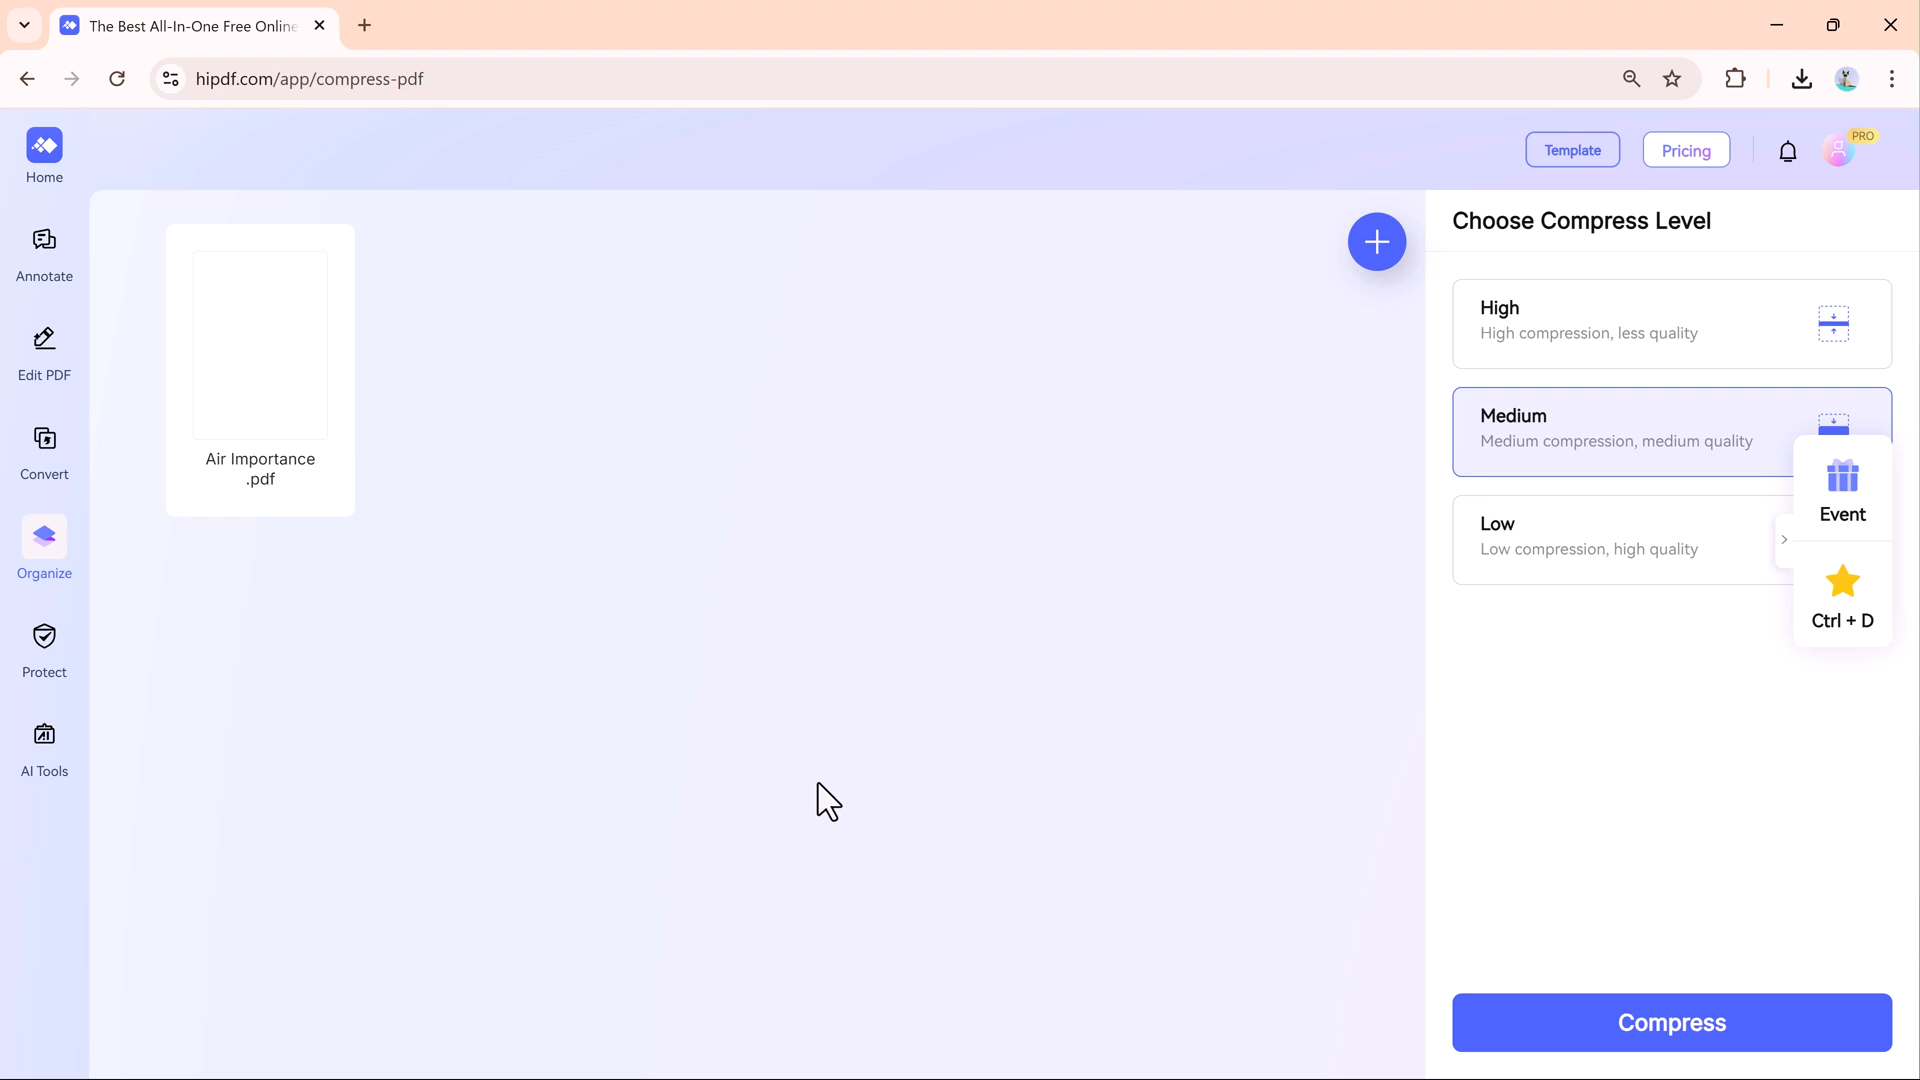 The Best All-In-One Free Online
hipdf.com/app/compress-pdf
Home
Template
Pricing
PRO
Annotate
Edit PDF
Convert
Organize
Protect
AI Tools
Air Importance
.pdf
Choose Compress Level
High
High compression, less quality
Medium
Medium compression, medium quality
Low
Low compression, high quality
Event
Ctrl + D
Compress